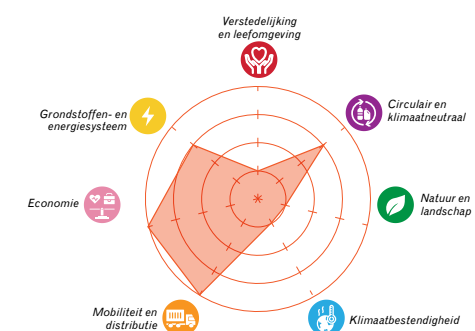 Verstedelijking
en leefomgeving
Circulair en
klimaatneutraal
Grondstoffen- en
energiesysteem
Economie
Natuur en
landschap
Mobiliteit en
distributie
Klimaatbestendigheid